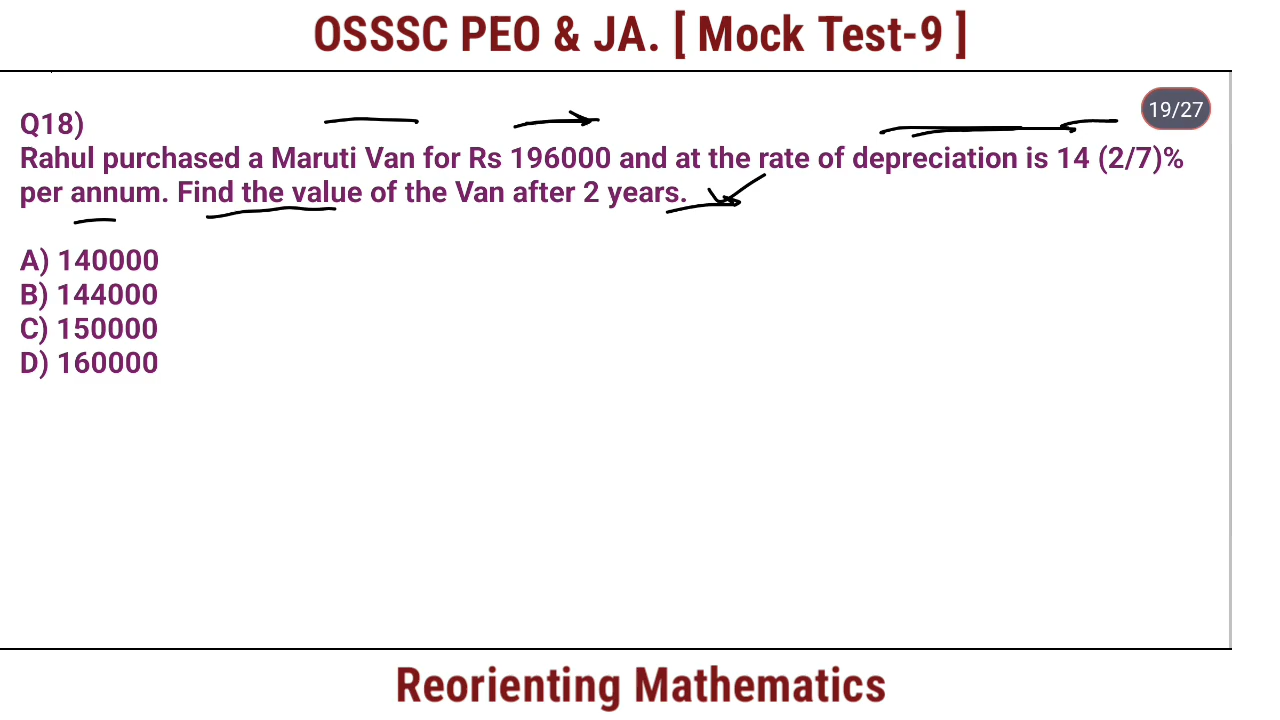 OSSSC PEO & JA. [ Mock Test-9 ]
19/27
Q18)
Rahul purchased a Maruti Van for Rs 196000 and at the rate of depreciation is 14 (2/7)%
per annum. Find the value of the Van after 2 years.
A) 140000
B) 144000
C) 150000
D) 160000
Reorienting Mathematics